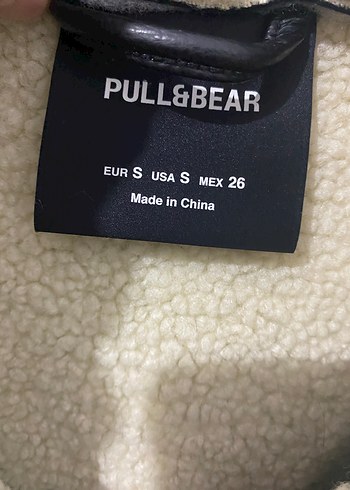 PULL&BEAR
EUR S USA S MEX 26
Made in China